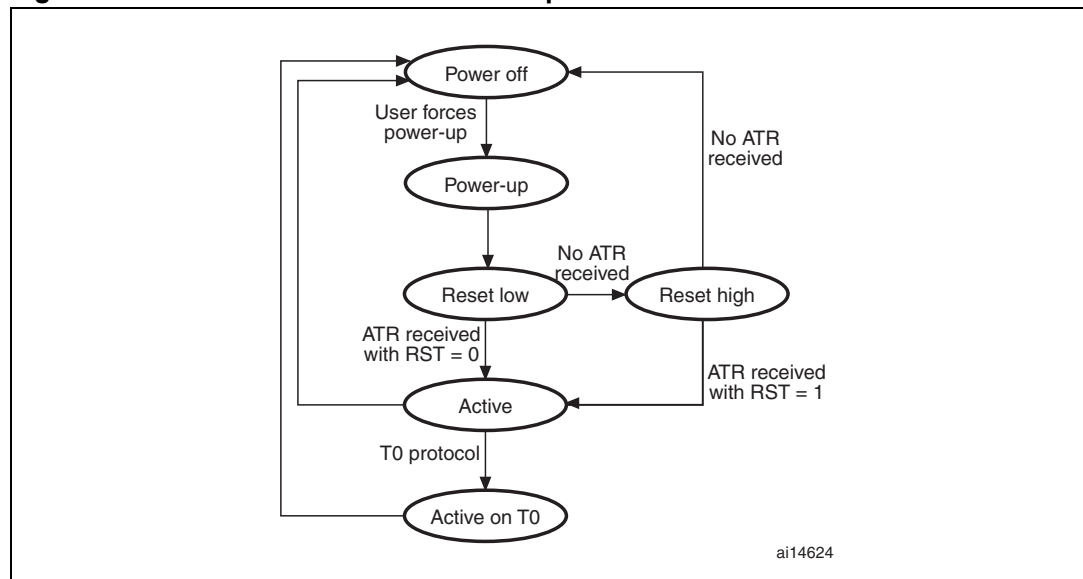 Power off
User forces
power-up
No ATR
received
Power-up
No ATR
received
Reset low
Reset high
ATR received
with RST = 0
ATR received
with RST = 1
Active
T0 protocol
Active on T0
ai14624